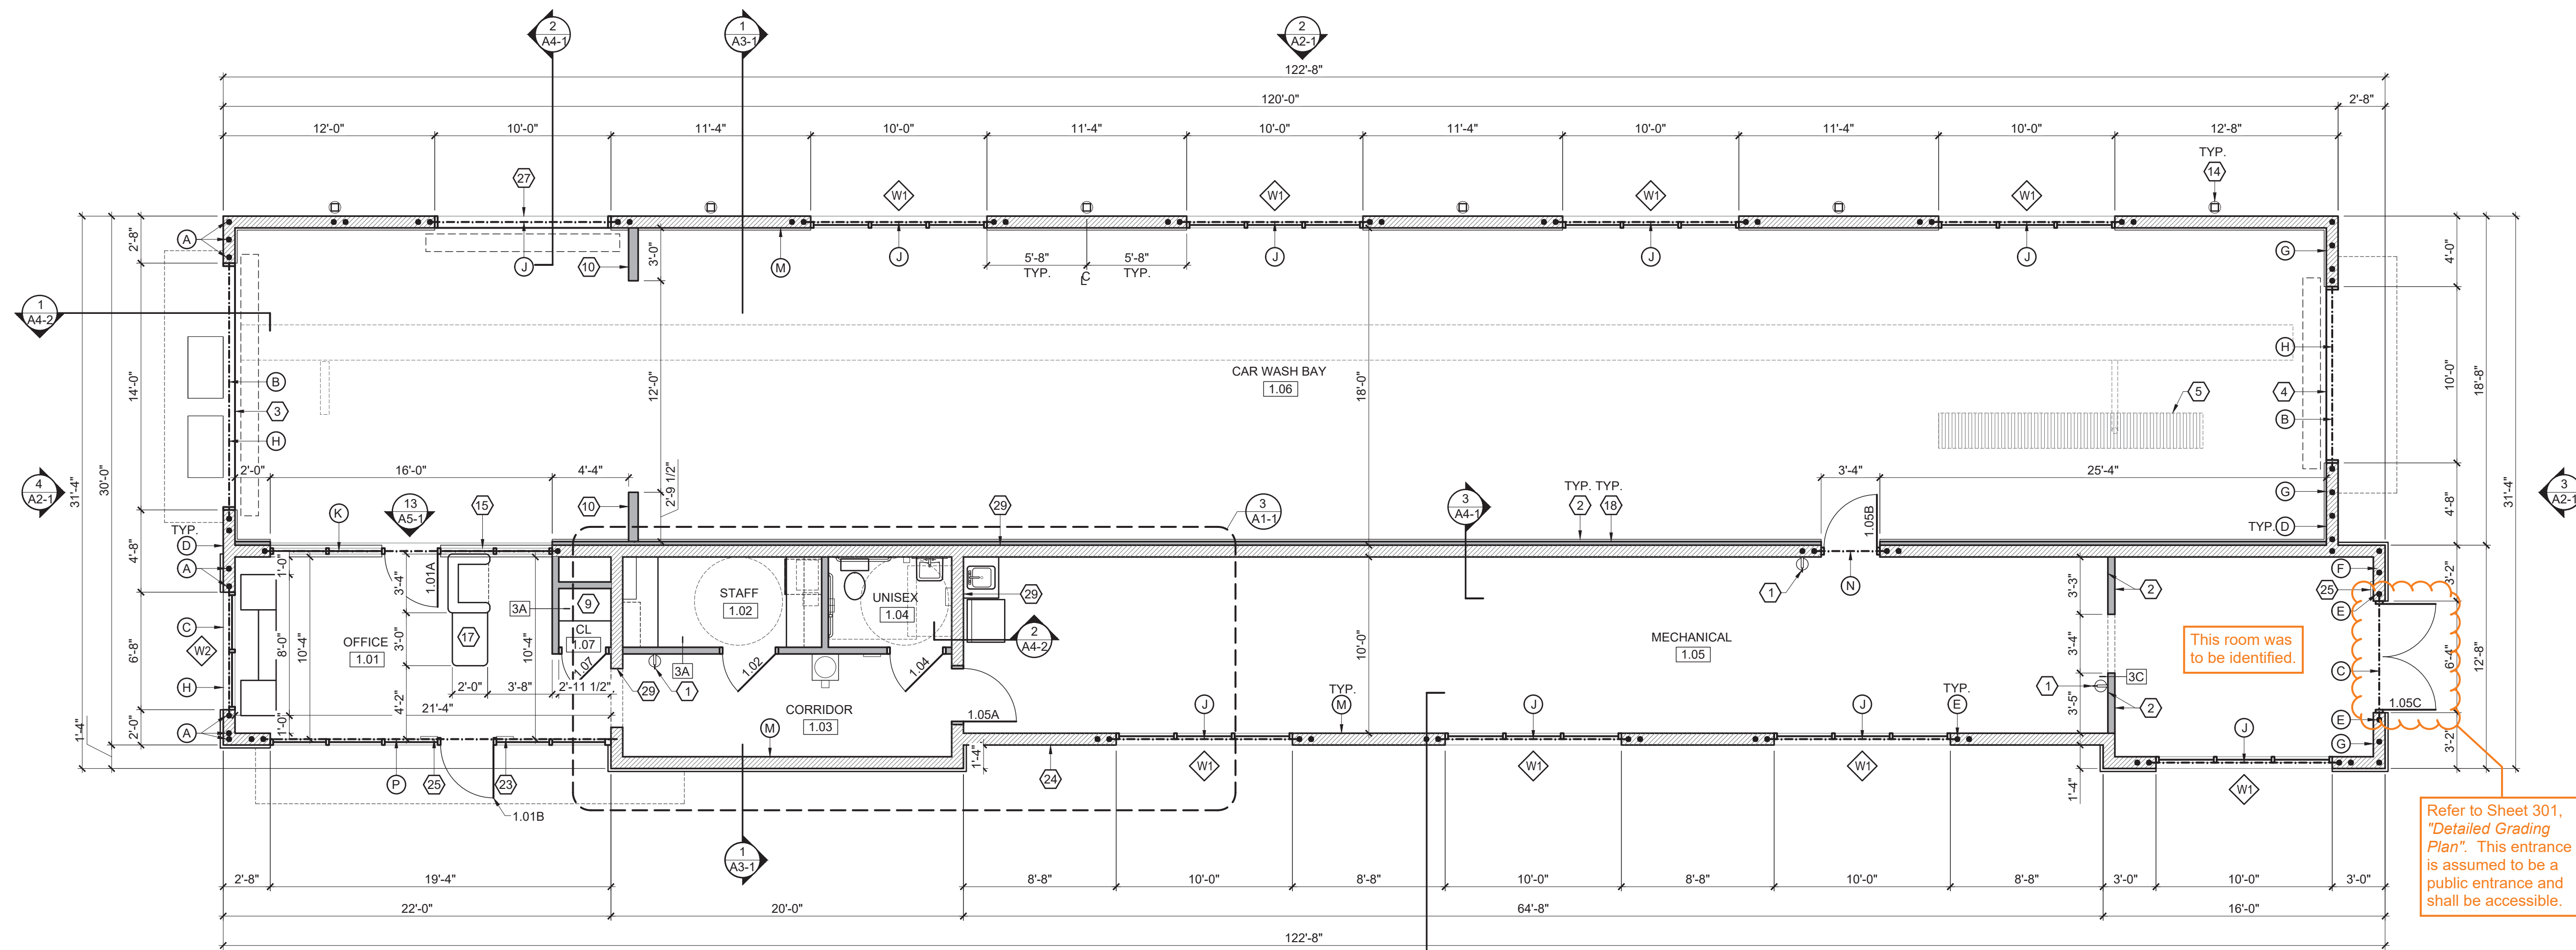 2
A4-1
1
A3-1
2
A2-1
122'-8"
120'-0"
2'-8"
12'-0"
10'-0"
11'-4"
10'-0"
11'-4"
10'-0"
11'-4"
10'-0"
11'-4"
10'-0"
12'-8"
TYP.
14
27
W1
W1
W1
W1
A
J
10
3'-0"
M
J
5'-8"
TYP.
CL
5'-8"
TYP.
J
J
J
G
2'-8"
4'-0"
1
A4-2
14'-0"
B
3
H
12'-0"
CAR WASH BAY
1.06
18'-0"
5
H
4
B
10'-0"
18'-8"
31'-4"
30'-0"
4
A2-1
2'-0"
16'-0"
4'-4"
2'-9 1/2"
3'-4"
25'-4"
G
4'-8"
31'-4"
3
A2-1
K
13
A5-1
15
10
29
3
A1-1
3
A4-1
TYP.
2
TYP.
18
1.05B
TYP.
D
TYP.
D
A
4'-8"
1'-0"
3'-4"
1.01A
1
N
3'-3"
2
F
25
E
3'-2"
3A
9
CL
1.07
STAFF
1.02
UNISEX
1.04
29
2
A4-2
C
W2
6'-8"
8'-0"
10'-4"
OFFICE
1.01
3'-0"
17
10'-4"
10'-0"
MECHANICAL
1.05
3'-4"
This room was
to be identified.
C
6'-4"
12'-8"
H
2'-0"
3'-8"
2'-11 1/2"
1.07
29
3A
1
1.02
1.04
1
3C
3'-5"
2
1.05C
4'-2"
21'-4"
CORRIDOR
1.03
M
1.05A
J
TYP.
M
J
J
TYP.
E
J
E
G
3'-2"
A
2'-0"
1'-0"
1'-4"
P
25
23
1.01B
1'-4"
24
W1
W1
W1
1'-4"
W1
Refer to Sheet 301,
"Detailed Grading
Plan". This entrance
is assumed to be a
public entrance and
shall be accessible.
1
A3-1
2'-8"
19'-4"
8'-8"
10'-0"
8'-8"
10'-0"
8'-8"
10'-0"
8'-8"
3'-0"
10'-0"
3'-0"
22'-0"
20'-0"
64'-8"
16'-0"
122'-8"